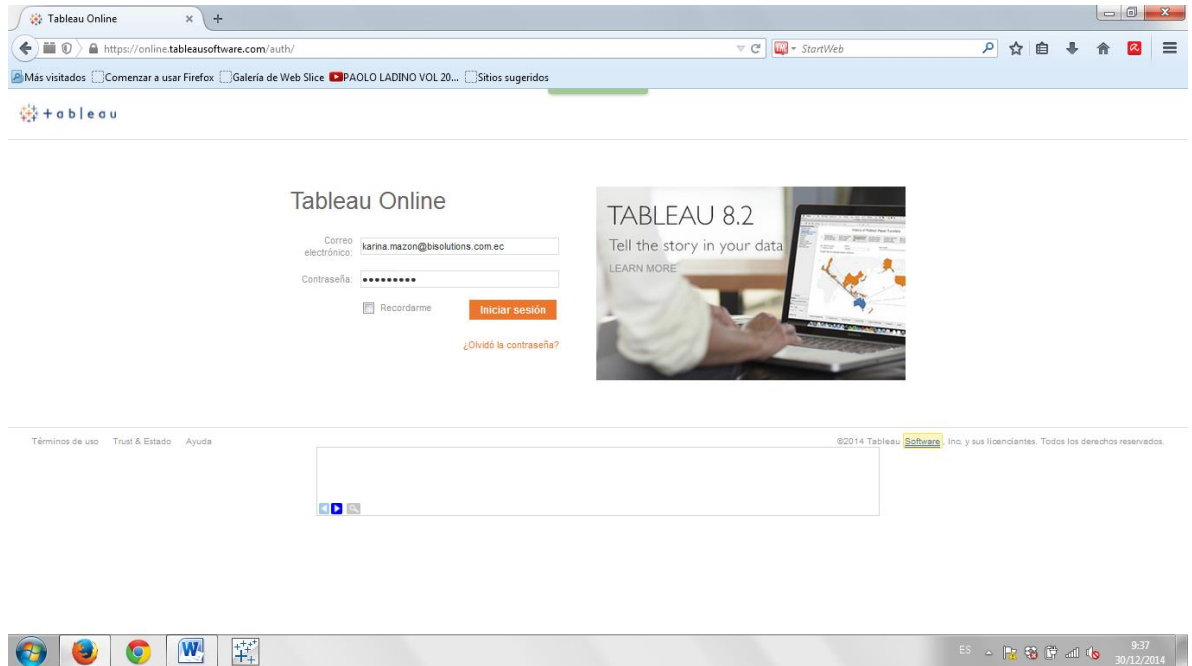 Tableau Online
https://online.tableausoftware.com/auth/
StartWeb
Más visitados Comenzar a usar Firefox Galería de Web Slice PAOLO LADINO VOL 20... Sitios sugeridos
+ableau
Tableau Online
Correo electrónico:
karina.mazon@bisolutions.com.ec
Contraseña:
•••••••••
Recordarme
Iniciar sesión
¿Olvidó la contraseña?
TABLEAU 8.2
Tell the story in your data
LEARN MORE
Términos de uso Trust & Estado Ayuda
©2014 Tableau Software, Inc. y sus licenciantes. Todos los derechos reservados.
ES
9:37
30/12/2014